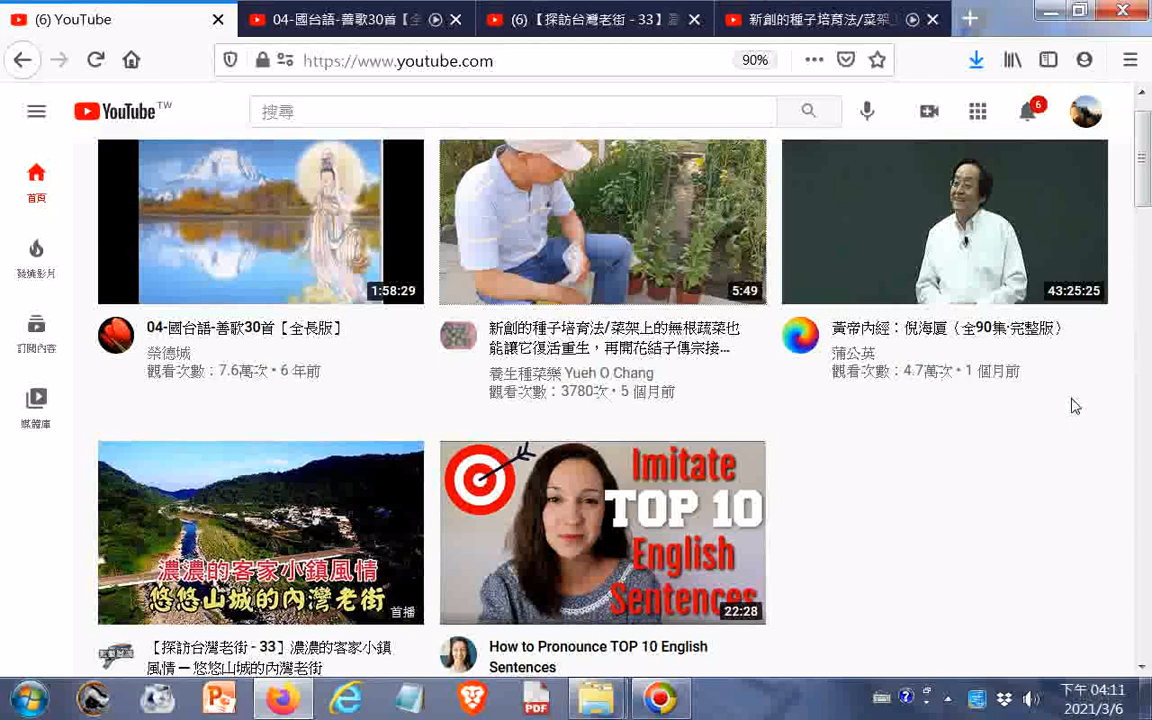 (6) YouTube
04-國台語-善歌30首【全
(6)【探訪台灣老街 - 33】
新創的種子培育法/菜架
https://www.youtube.com
90%
YouTube TW
搜尋
6
首頁
發燒影片
訂閱內容
媒體庫
1:58:29
5:49
43:25:25
04-國台語-善歌30首【全長版】
榮德城
觀看次數：7.6萬次 • 6 年前
新創的種子培育法/菜架上的無根蔬菜也
能讓它復活重生，再開花結子傳宗接...
養生種菜樂 Yueh O Chang
觀看次數：3780次 • 5 個月前
黃帝內經：倪海厦（全90集·完整版）
蒲公英
觀看次數：4.7萬次 • 1 個月前
濃濃的客家小鎮風情
悠悠山城的內灣老街
首播
Imitate
TOP 10
English
Sentences
22:28
【探訪台灣老街 - 33】濃濃的客家小鎮
風情 — 悠悠山城的內灣老街
How to Pronounce TOP 10 English
Sentences
PDF
下午 04:11
2021/3/6